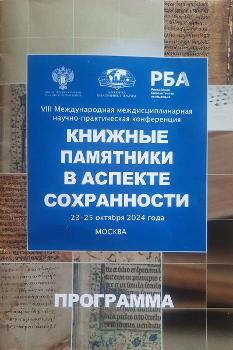 РБА
VIII Международная междисциплинарная
научно-практическая конференция
КНИЖНЫЕ
ПАМЯТНИКИ
В АСПЕКТЕ
СОХРАННОСТИ
23-25 октября 2024 года
МОСКВА
ПРОГРАММА